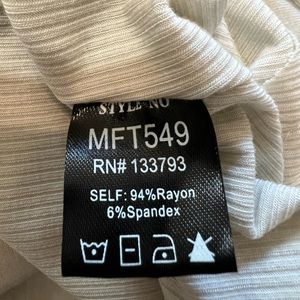 STYLE NO
MFT549
RN# 133793
SELF: 94%Rayon
6%Spandex